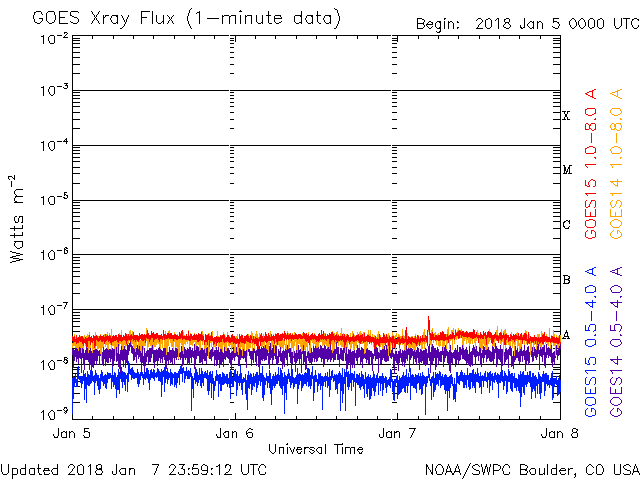 GOES Xray Flux (1-minute data)
Begin: 2018 Jan 5 0000 UTC
10^-2
10^-3
10^-4
10^-5
10^-6
10^-7
10^-8
10^-9
Watts m^-2
X
M
C
B
A
GOES15 1.0-8.0 A
GOES14 1.0-8.0 A
GOES15 0.5-4.0 A
GOES14 0.5-4.0 A
Jan 5 Jan 6 Jan 7 Jan 8
Universal Time
Updated 2018 Jan 7 23:59:12 UTC
NOAA/SWPC Boulder, CO USA